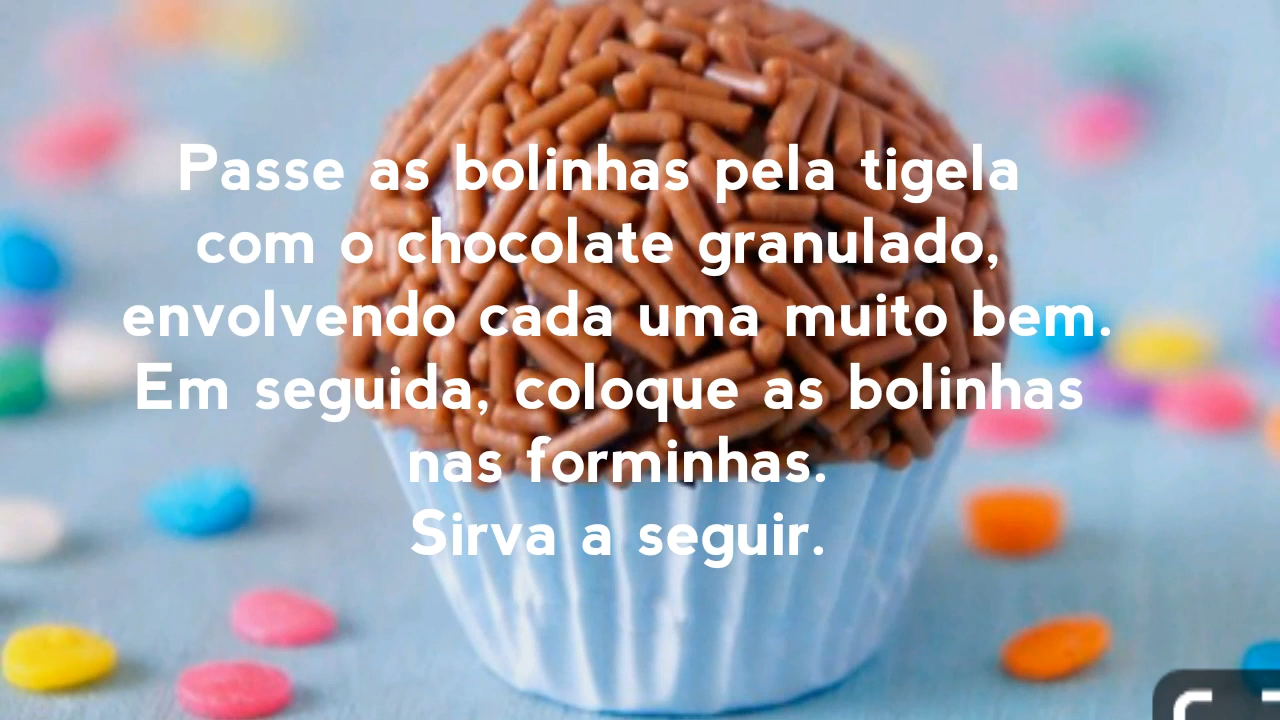 Passe as bolinhas pela tigela
com o chocolate granulado,
envolvendo cada uma muito bem.
Em seguida, coloque as bolinhas
nas forminhas.
Sirva a seguir.